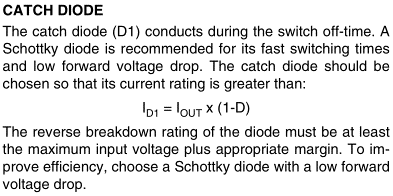 CATCH DIODE
The catch diode (D1) conducts during the switch off-time. A
Schottky diode is recommended for its fast switching times
and low forward voltage drop. The catch diode should be
chosen so that its current rating is greater than:
I_D1 = I_OUT x (1-D)
The reverse breakdown rating of the diode must be at least
the maximum input voltage plus appropriate margin. To im-
prove efficiency, choose a Schottky diode with a low forward
voltage drop.